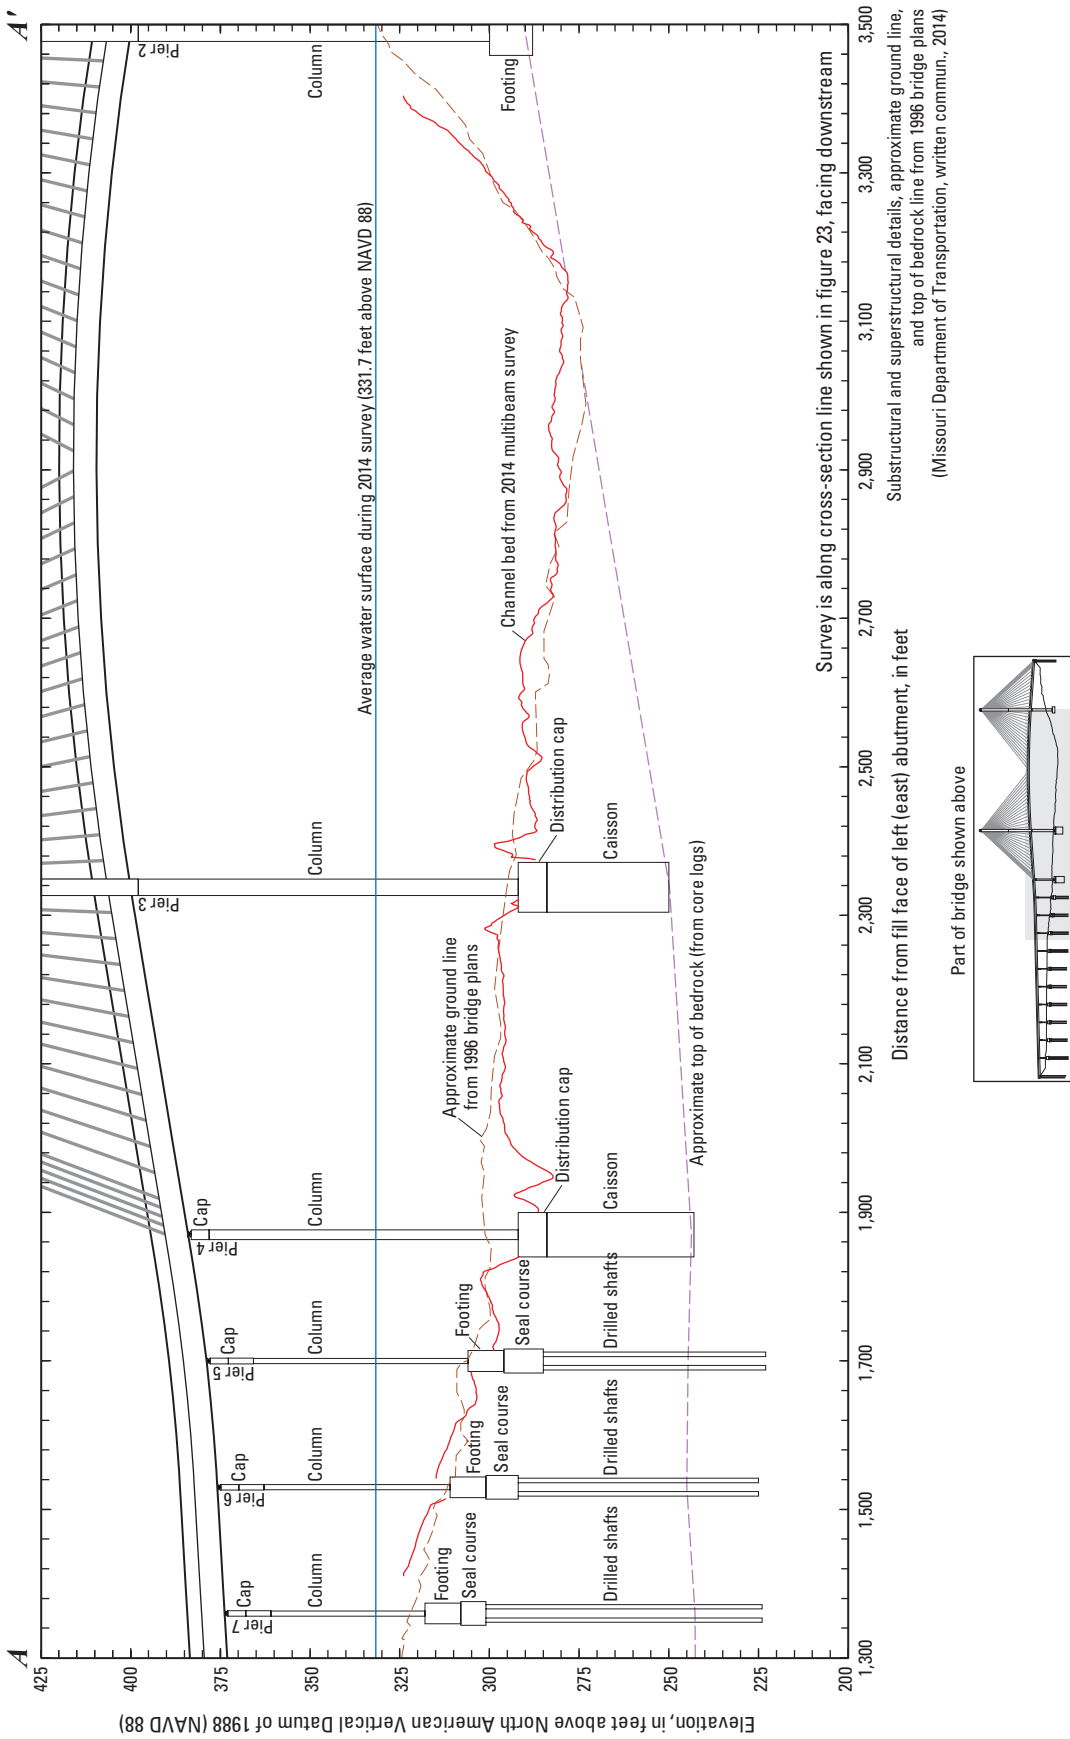 A
A'
425
400
375
350
325
300
275
250
225
200
Elevation, in feet above North American Vertical Datum of 1988 (NAVD 88)
1,300
1,500
1,700
1,900
2,100
2,300
2,500
2,700
2,900
3,100
3,300
3,500
Distance from fill face of left (east) abutment, in feet
Pier 7
Cap
Column
Footing
Seal course
Drilled shafts
Pier 6
Cap
Column
Footing
Seal course
Drilled shafts
Pier 5
Cap
Column
Footing
Seal course
Drilled shafts
Pier 4
Cap
Column
Distribution cap
Caisson
Approximate ground line
from 1996 bridge plans
Approximate top of bedrock (from core logs)
Pier 3
Column
Distribution cap
Caisson
Average water surface during 2014 survey (331.7 feet above NAVD 88)
Channel bed from 2014 multibeam survey
Pier 2
Column
Footing
Survey is along cross-section line shown in figure 23, facing downstream
Substructural and superstructural details, approximate ground line,
and top of bedrock line from 1996 bridge plans
(Missouri Department of Transportation, written commun., 2014)
Part of bridge shown above